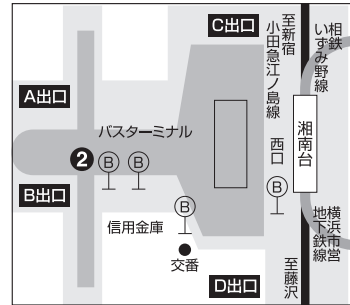 C出口
至新宿
小田急江ノ島線
相鉄
いずみ野線
A出口
バスターミナル
西口
湘南台
2
B
B
B
B出口
B
信用金庫
交番
横浜市営
地下鉄線
至藤沢
D出口